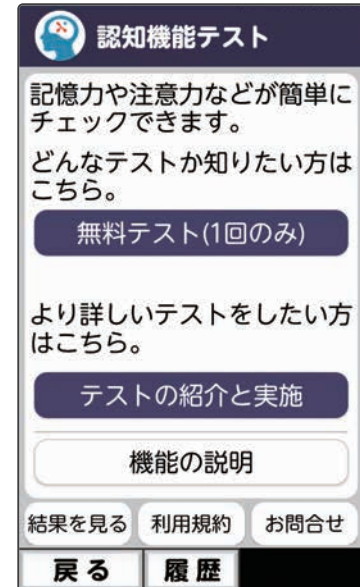 認知機能テスト
記憶力や注意力などが簡単に
チェックできます。
どんなテストか知りたい方は
こちら。
無料テスト(1回のみ)
より詳しいテストをしたい方
はこちら。
テストの紹介と実施
機能の説明
結果を見る 利用規約 お問合せ
戻る 履歴